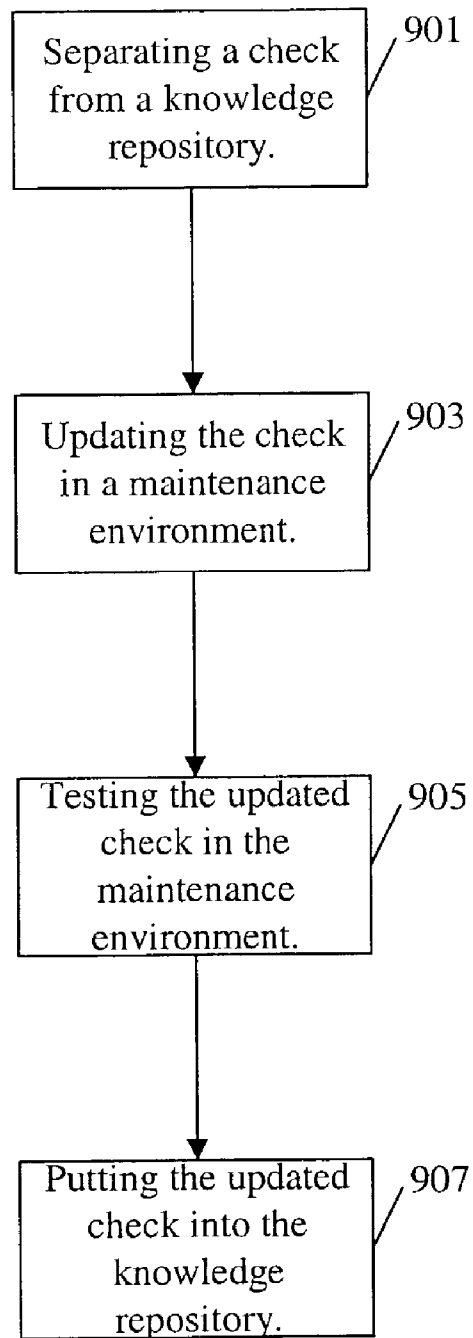 901
Separating a check
from a knowledge
repository.
903
Updating the check
in a maintenance
environment.
905
Testing the updated
check in the
maintenance
environment.
907
Putting the updated
check into the
knowledge
repository.